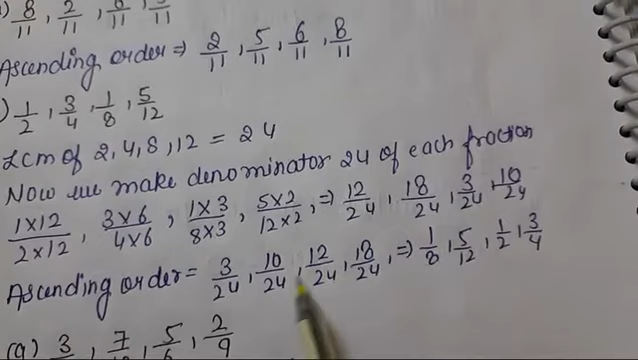 ) 8/11, 2/11, 6/11, 5/11
Ascending order ⇒ 2/11, 5/11, 6/11, 8/11
) 1/2, 3/4, 1/8, 5/12
Lcm of 2, 4, 8, 12 = 24
Now we make denominator 24 of each fraction
1×12/2×12, 3×6/4×6, 1×3/8×3, 5×2/12×2, ⇒ 12/24, 18/24, 3/24, 10/24
Ascending order = 3/24, 10/24, 12/24, 18/24, ⇒ 1/8, 5/12, 1/2, 3/4
(g) 3, 7, 5/6, 2/9